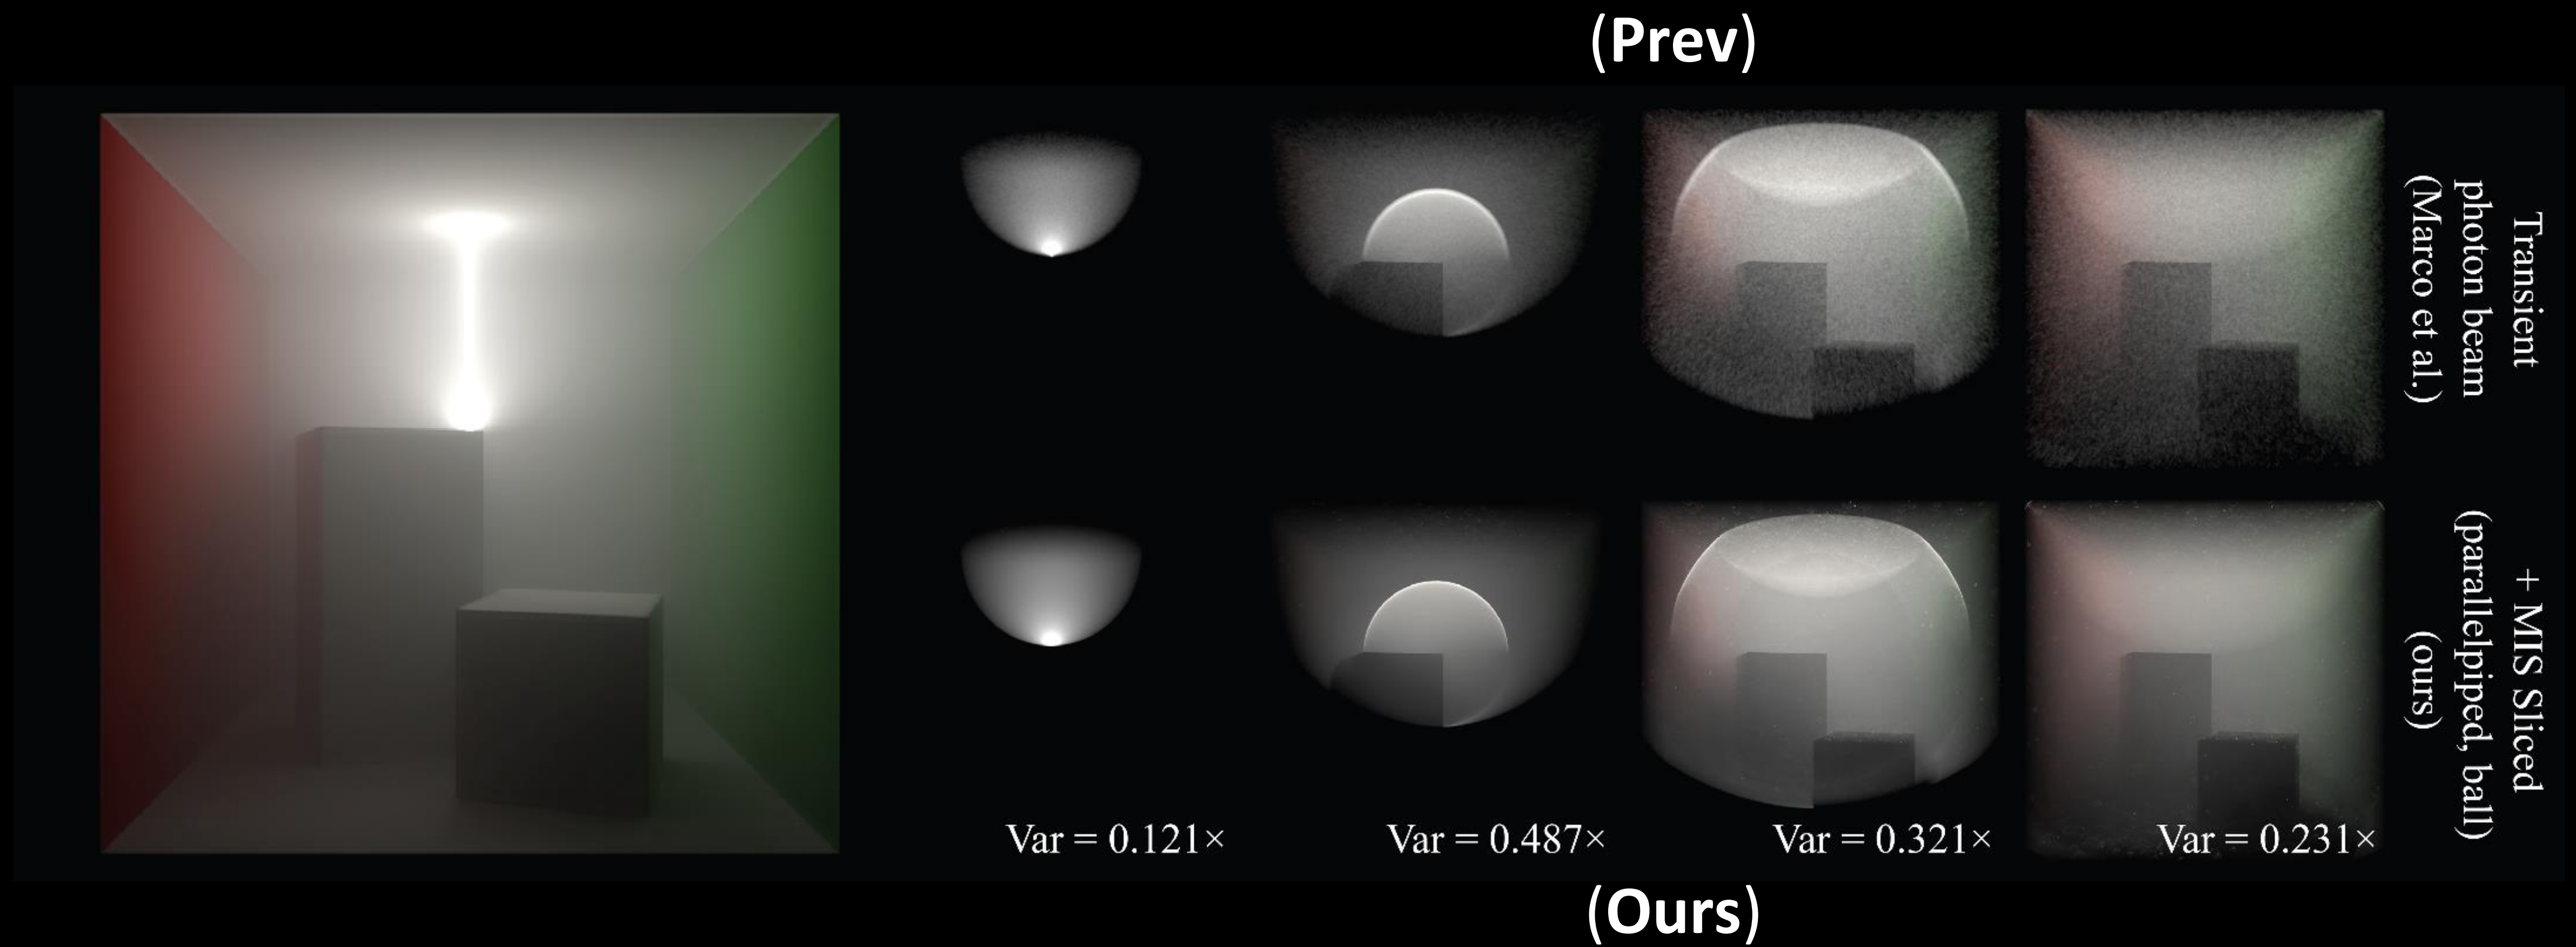 (Prev)
Transient
photon beam
(Marco et al.)
+ MIS Sliced
(parallelpiped, ball)
(ours)
Var = 0.121×
Var = 0.487×
Var = 0.321×
Var = 0.231×
(Ours)